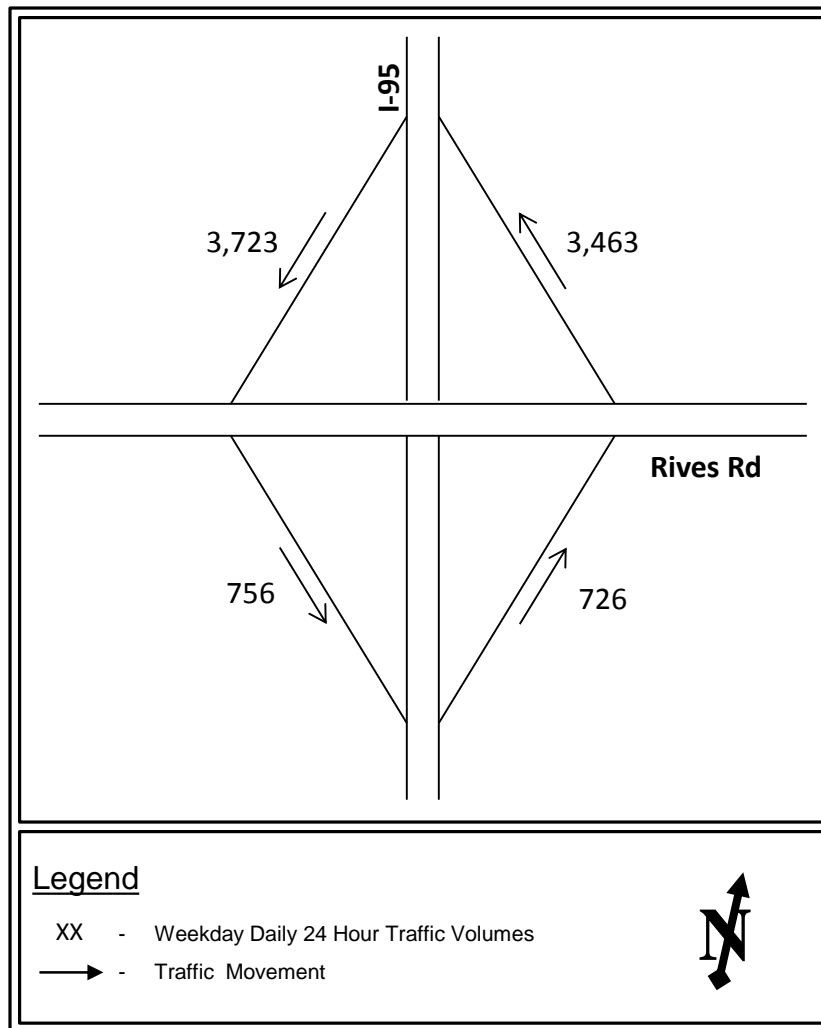 I-95
3,723
3,463
Rives Rd
756
726
Legend
XX - Weekday Daily 24 Hour Traffic Volumes
- Traffic Movement
N